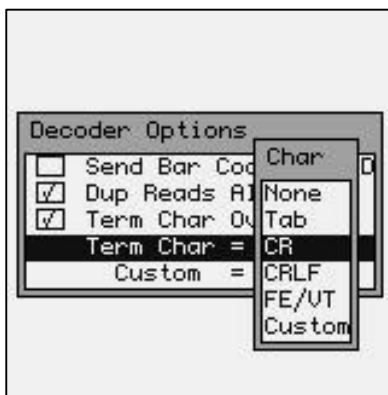 Decoder Options
Send Bar Cod D
Dup Reads Al
Term Char Ov
Term Char =
Custom =
Char
None
Tab
CR
CRLF
FE/VT
Custom